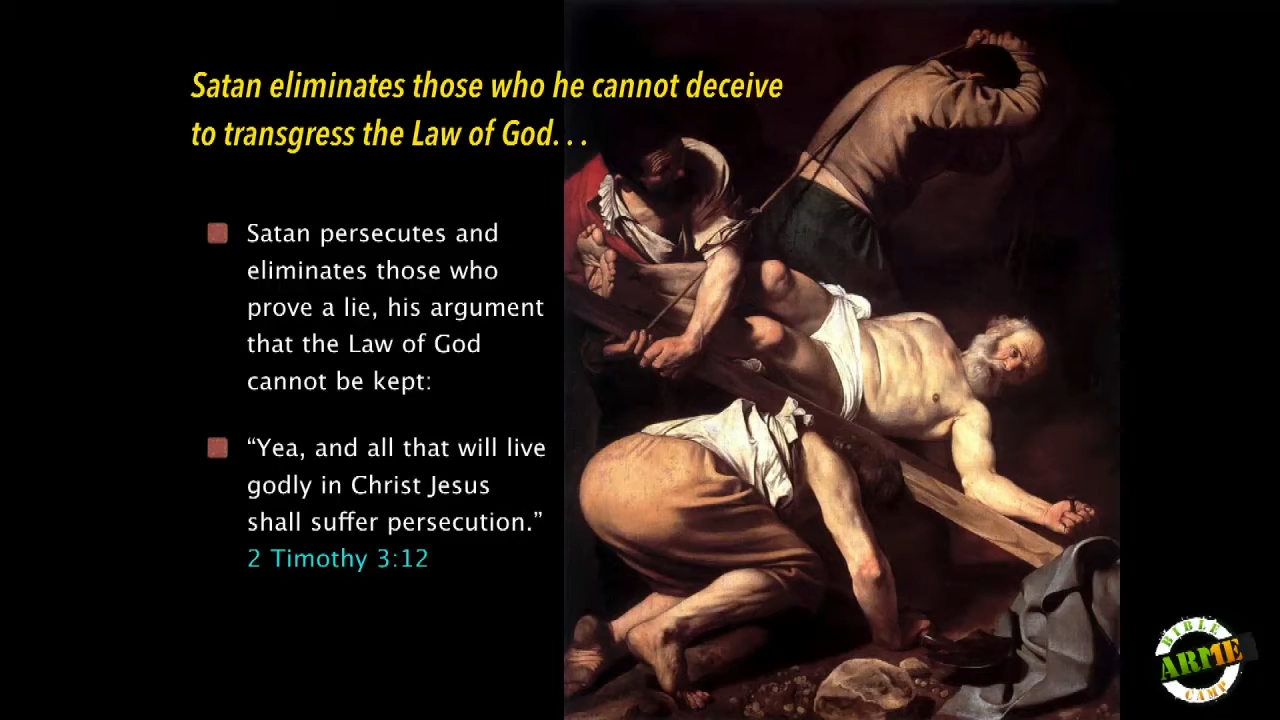 Satan eliminates those who he cannot deceive
to transgress the Law of God. . .
Satan persecutes and
eliminates those who
prove a lie, his argument
that the Law of God
cannot be kept:
“Yea, and all that will live
godly in Christ Jesus
shall suffer persecution.”
2 Timothy 3:12
BIBLE
ARME
CAMP